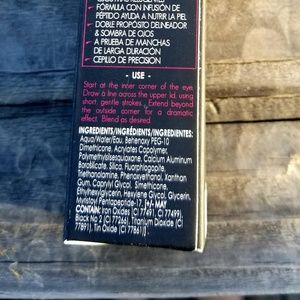 FÓRMULA CON INFUSIÓN DE
PÉPTIDO AYUDA A NUTRIR LA PIEL
DOBLE PROPÓSITO DELINEADOR
& SOMBRA DE OJOS
A PRUEBA DE MANCHAS
DE LARGA DURACIÓN
CEPILLO DE PRECISIÓN
- USE -
Start at the inner corner of the eye.
Draw a line across the upper lid, using
short, gentle strokes. Extend beyond
the outside corner for a dramatic
effect. Blend as desired.
INGREDIENTS/INGRÉDIENTS/INGREDIENTES:
Aqua/Water/Eau, Behenoxy PEG-10
Dimethicone, Acrylates Copolymer,
Polymethylsilsesquioxane, Calcium Aluminum
Borosilicate, Silica, Fluorphlogopite,
Triethanolamine, Phenoxyethanol, Xanthan
Gum, Caprylyl Glycol, Simethicone,
Ethylhexylglycerin, Hexylene Glycol, Glycerin,
Myristoyl Pentapeptide-17, [+/- MAY
CONTAIN: Iron Oxides (CI 77491, CI 77499),
Black No 2 (CI 77266), Titanium Dioxide (CI
77891), Tin Oxide (CI 77861)]